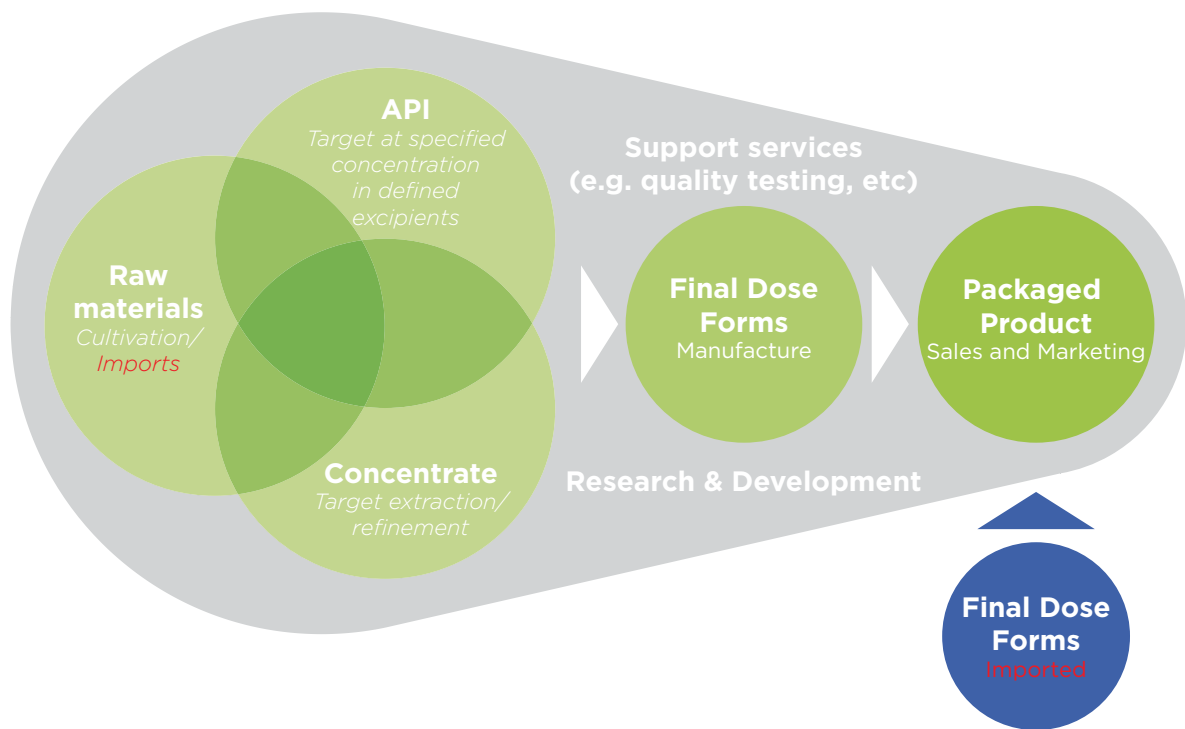 API
Target at specified
concentration
in defined
excipients
Raw
materials
Cultivation/
Imports
Concentrate
Target extraction/
refinement
Support services
(e.g. quality testing, etc)
Final Dose
Forms
Manufacture
Packaged
Product
Sales and Marketing
Research & Development
Final Dose
Forms
Imported